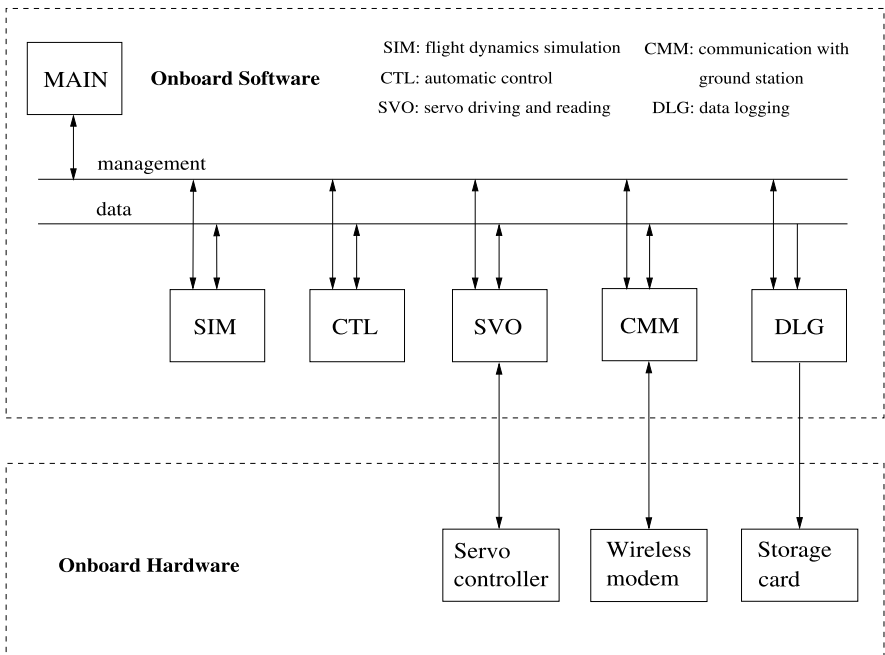 MAIN
Onboard Software
SIM: flight dynamics simulation
CTL: automatic control
SVO: servo driving and reading
CMM: communication with
ground station
DLG: data logging
management
data
SIM
CTL
SVO
CMM
DLG
Onboard Hardware
Servo
controller
Wireless
modem
Storage
card